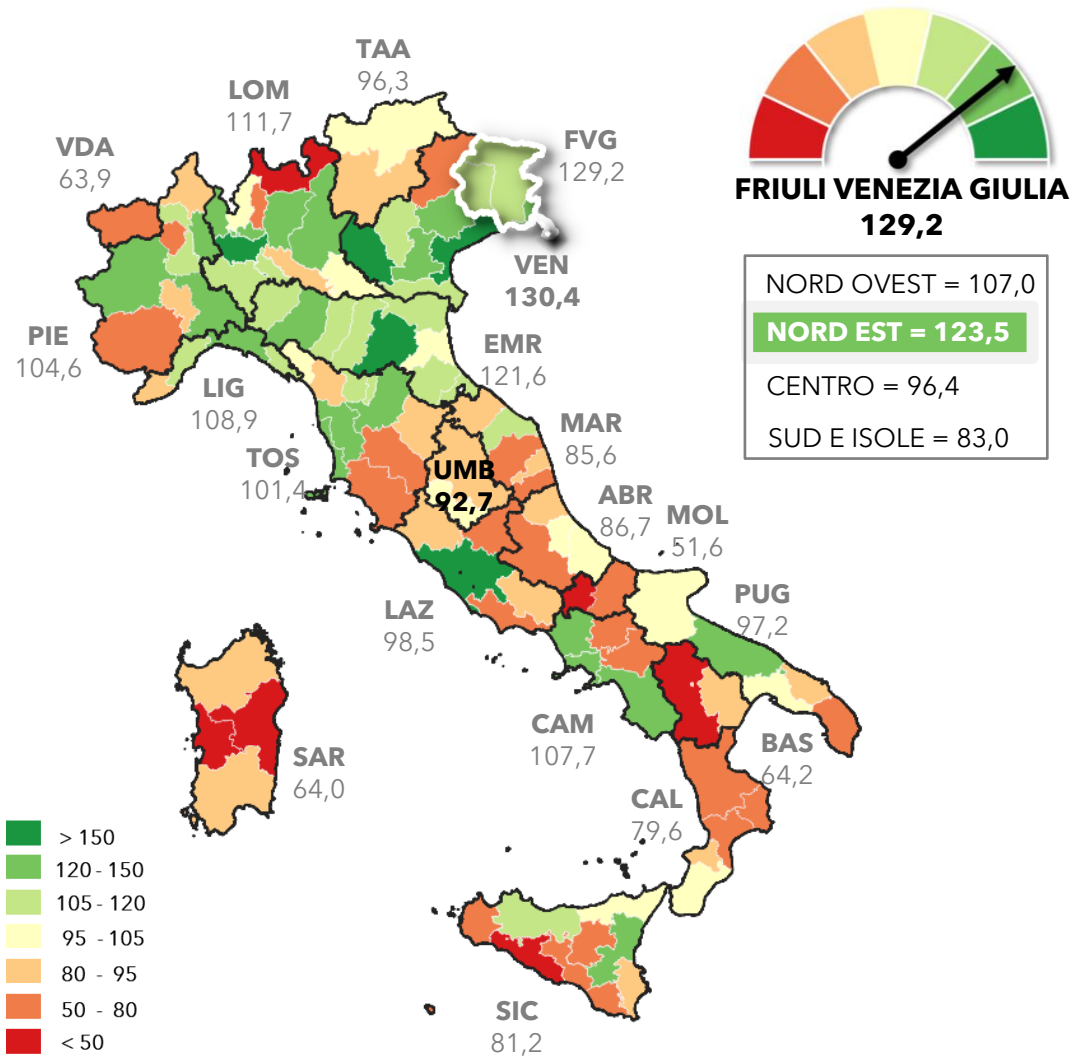 TAA
96,3
LOM
111,7
VDA
63,9
FVG
129,2
FRIULI VENEZIA GIULIA
129,2
VEN
130,4
NORD OVEST = 107,0
NORD EST = 123,5
CENTRO = 96,4
SUD E ISOLE = 83,0
PIE
104,6
EMR
121,6
LIG
108,9
MAR
85,6
TOS
101,4
UMB
92,7
ABR
86,7
MOL
51,6
PUG
97,2
LAZ
98,5
CAM
107,7
BAS
64,2
SAR
64,0
CAL
79,6
SIC
81,2
> 150
120 - 150
105 - 120
95 - 105
80 - 95
50 - 80
< 50